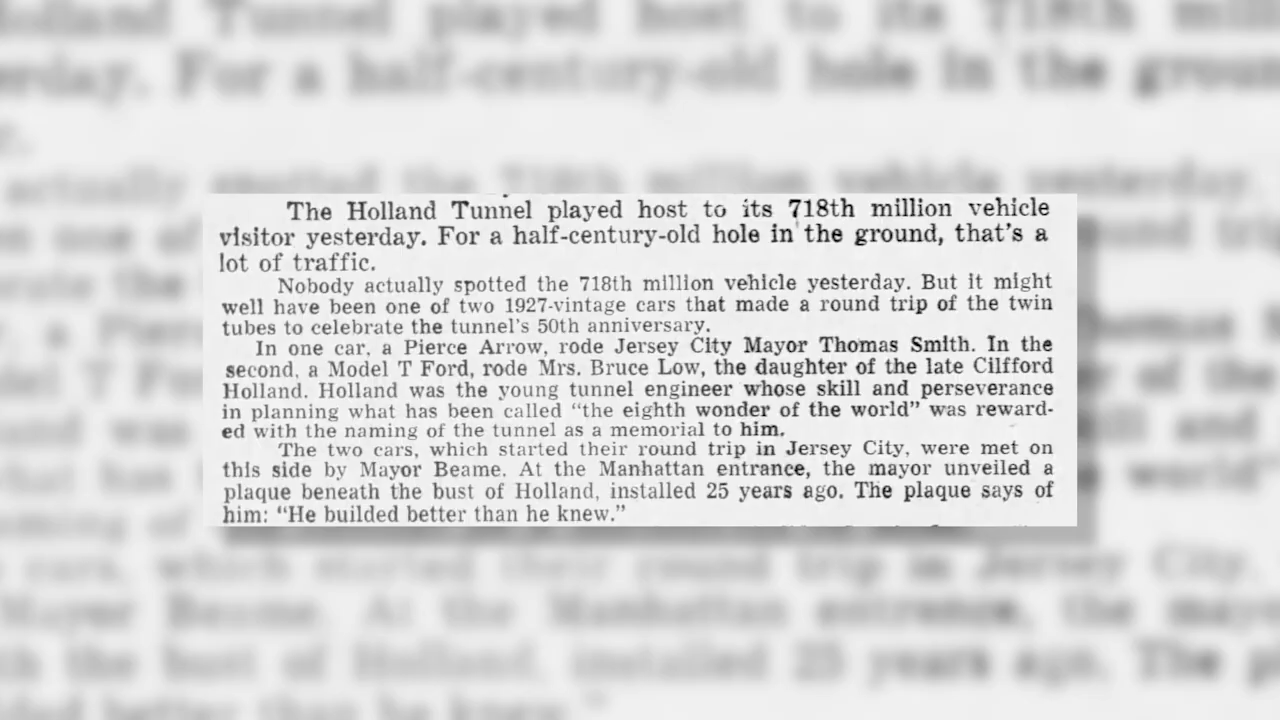 The Holland Tunnel played host to its 718th million vehicle
visitor yesterday. For a half-century-old hole in the ground, that's a
lot of traffic.
Nobody actually spotted the 718th million vehicle yesterday. But it might
well have been one of two 1927-vintage cars that made a round trip of the twin
tubes to celebrate the tunnel's 50th anniversary.
In one car, a Pierce Arrow, rode Jersey City Mayor Thomas Smith. In the
second, a Model T Ford, rode Mrs. Bruce Low, the daughter of the late Cilfford
Holland. Holland was the young tunnel engineer whose skill and perseverance
in planning what has been called "the eighth wonder of the world" was reward-
ed with the naming of the tunnel as a memorial to him.
The two cars, which started their round trip in Jersey City, were met on
this side by Mayor Beame. At the Manhattan entrance, the mayor unveiled a
plaque beneath the bust of Holland, installed 25 years ago. The plaque says of
him: "He builded better than he knew."